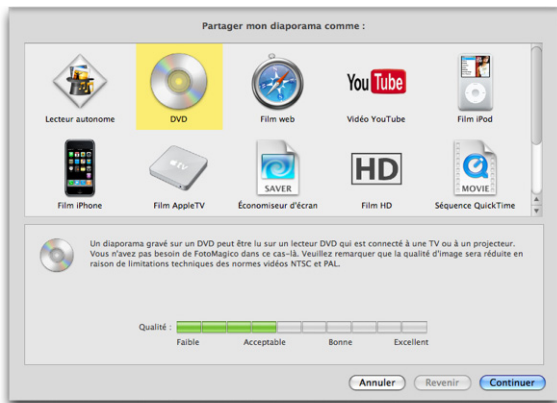 Partager mon diaporama comme :
Lecteur autonome
DVD
Film web
You Tube
Vidéo YouTube
Film iPod
Film iPhone
tv
Film AppleTV
SAVER
Économiseur d'écran
HD
Film HD
MOVIE
Séquence QuickTime
Un diaporama gravé sur un DVD peut être lu sur un lecteur DVD qui est connecté à une TV ou à un projecteur.
Vous n'avez pas besoin de FotoMagico dans ce cas-là. Veuillez remarquer que la qualité d'image sera réduite en
raison de limitations techniques des normes vidéos NTSC et PAL.
Qualité :
Faible Acceptable Bonne Excellent
Annuler Revenir Continuer